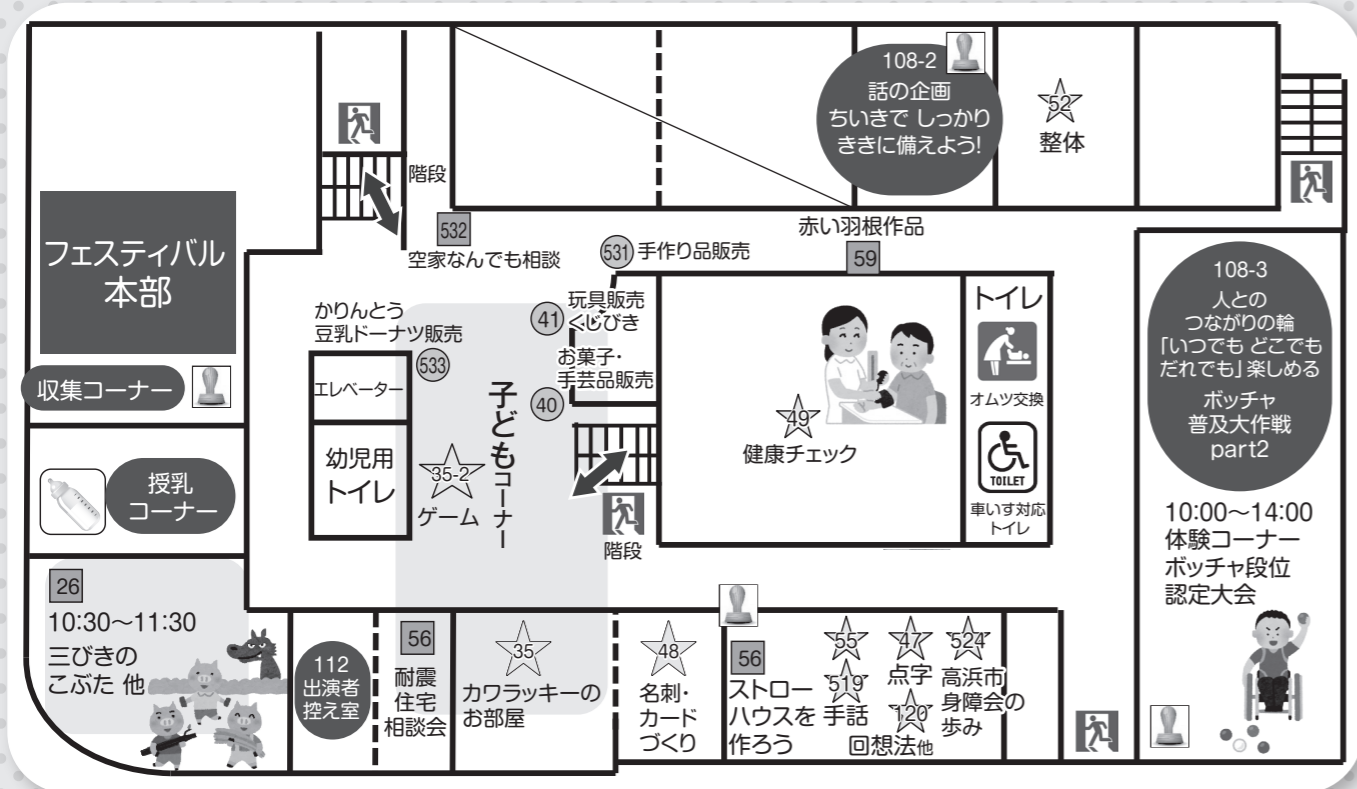 108-2
話の企画
ちいきで しっかり
ききに備えよう!
52
整体
階段
532
空家なんでも相談
531 手作り品販売
赤い羽根作品
59
フェスティバル
本部
収集コーナー
かりんとう
豆乳ドーナツ販売
533
エレベーター
幼児用
トイレ
35-2
ゲーム
子どもコーナー
41
玩具販売
くじびき
お菓子・
手芸品販売
40
階段
49
健康チェック
トイレ
オムツ交換
TOILET
車いす対応
トイレ
108-3
人との
つながりの輪
「いつでも どこでも
だれでも」楽しめる
ボッチャ
普及大作戦
part2
10:00〜14:00
体験コーナー
ボッチャ段位
認定大会
授乳
コーナー
26
10:30〜11:30
三びきの
こぶた 他
112
出演者
控え室
56
耐震
住宅
相談会
35
カワラッキーの
お部屋
48
名刺・
カード
づくり
56
ストロー
ハウスを
作ろう
55
519
手話
47
点字
120
回想法他
524
高浜市
身障会の
歩み